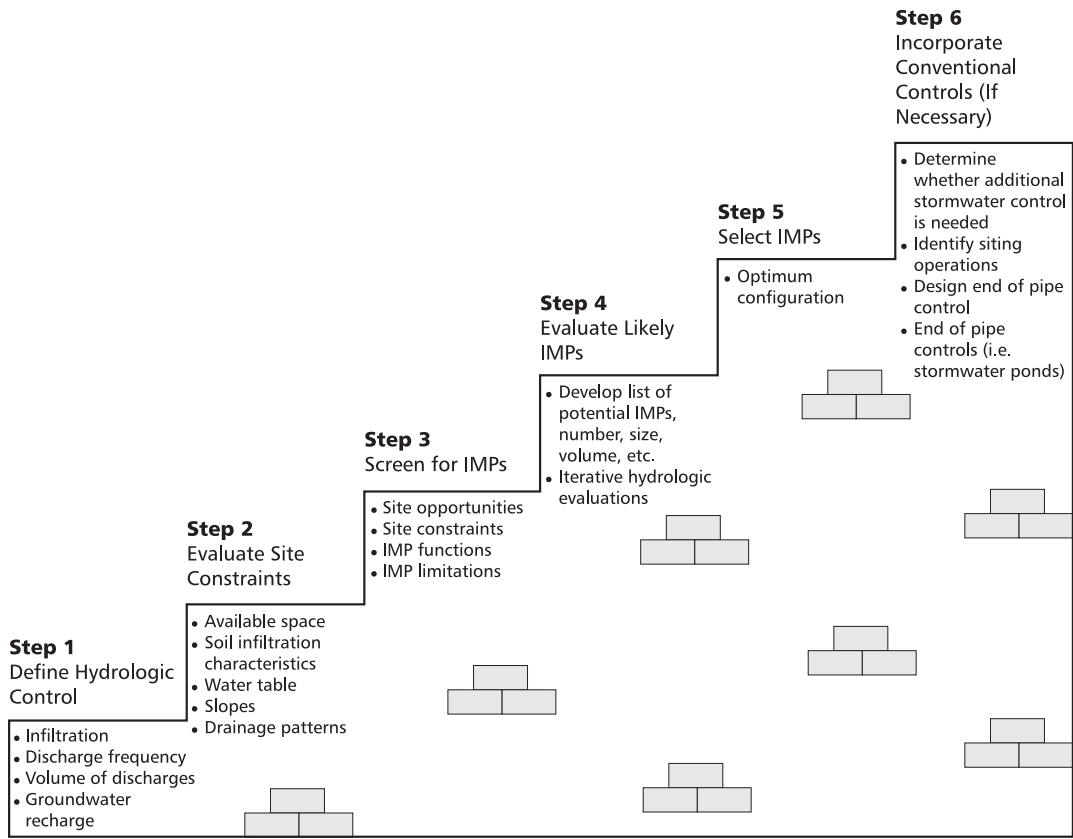 Step 1
Define Hydrologic
Control
• Infiltration
• Discharge frequency
• Volume of discharges
• Groundwater
recharge
Step 2
Evaluate Site
Constraints
• Available space
• Soil infiltration
characteristics
• Water table
• Slopes
• Drainage patterns
Step 3
Screen for IMPs
• Site opportunities
• Site constraints
• IMP functions
• IMP limitations
Step 4
Evaluate Likely
IMPs
• Develop list of
potential IMPs,
number, size,
volume, etc.
• Iterative hydrologic
evaluations
Step 5
Select IMPs
• Optimum
configuration
Step 6
Incorporate
Conventional
Controls (If
Necessary)
• Determine
whether additional
stormwater control
is needed
• Identify siting
operations
• Design end of pipe
control
• End of pipe
controls (i.e.
stormwater ponds)